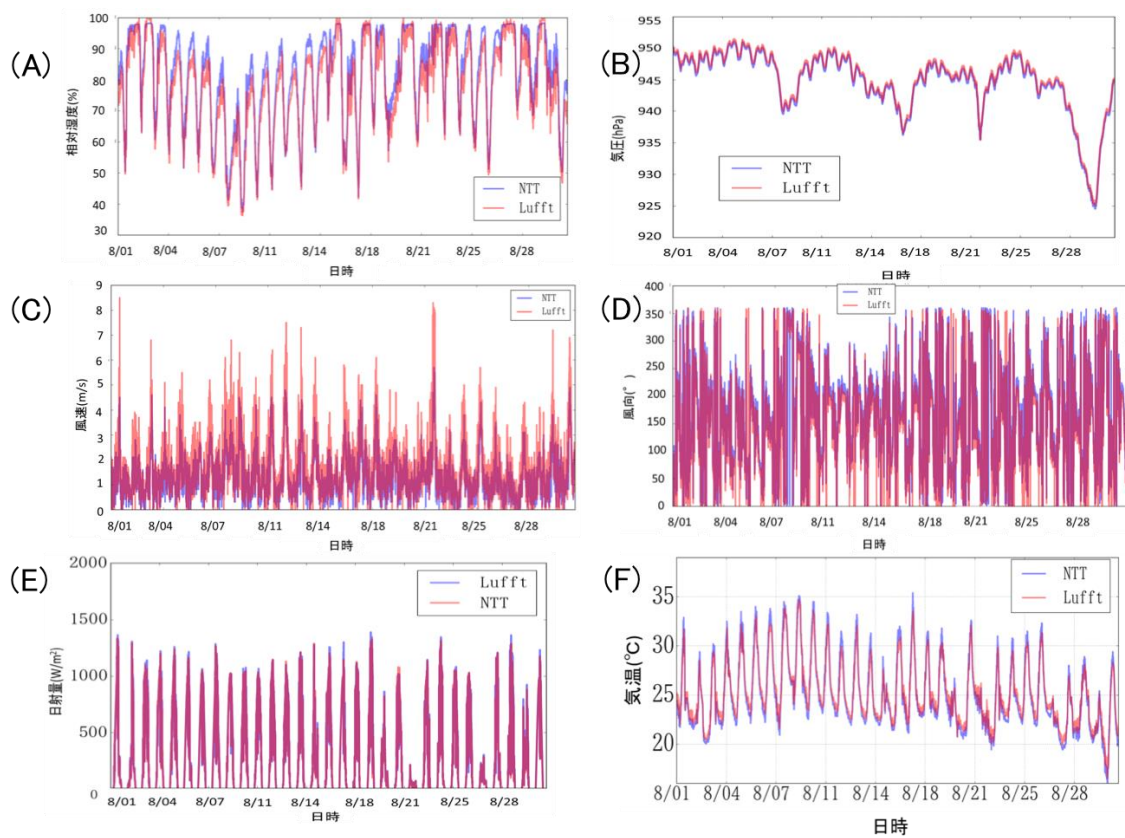 (A)
100
90
80
70
60
50
40
30
相対湿度(%)
NTT
Lufft
8/01 8/04 8/07 8/11 8/14 8/18 8/21 8/25 8/28
日時
(B)
955
950
945
940
935
930
925
920
気圧(hPa)
NTT
Lufft
8/01 8/04 8/07 8/11 8/14 8/18 8/21 8/25 8/28
日時
(C)
9
8
7
6
5
4
3
2
1
0
風速(m/s)
NTT
Lufft
8/01 8/04 8/07 8/11 8/14 8/18 8/21 8/25 8/28
日時
(D)
400
350
300
250
200
150
100
50
0
風向(°)
NTT
Lufft
8/01 8/04 8/07 8/11 8/14 8/18 8/21 8/25 8/28
日時
(E)
2000
1500
1000
500
0
日射量(W/m²)
Lufft
NTT
8/01 8/04 8/07 8/11 8/14 8/18 8/21 8/25 8/28
日時
(F)
35
30
25
20
気温(℃)
NTT
Lufft
8/01 8/04 8/07 8/11 8/14 8/18 8/21 8/25 8/28
日時